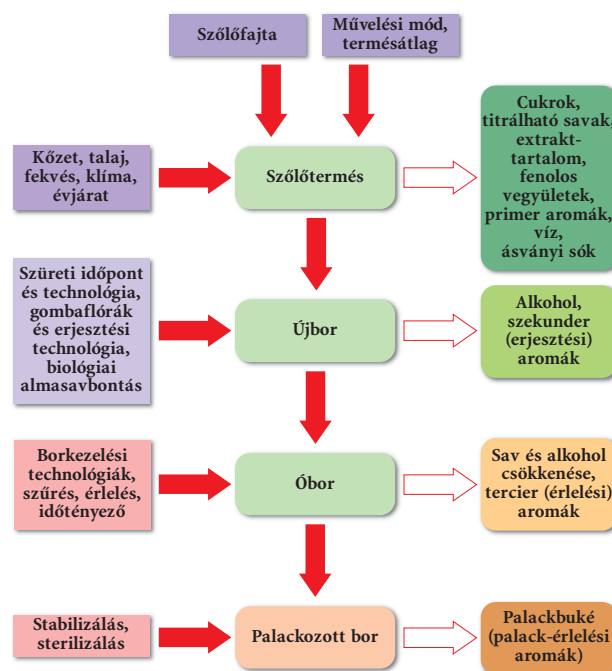 Szőlőfajta
Művelési mód,
termésátlag
Kőzet, talaj,
fekvés, klíma,
évjárat
Szőlőtermés
Cukrok,
titrálható savak,
extrakt-
tartalom,
fenolos
vegyületek,
primer aromák,
víz,
ásványi sók
Szüreti időpont
és technológia,
gombaflórák
és erjesztési
technológia,
biológiai
almasavbontás
Újbor
Alkohol,
szekunder
(erjesztési)
aromák
Borkezelési
technológiák,
szűrés, érlelés,
időtényező
Óbor
Sav és alkohol
csökkenése,
tercier (érlelési)
aromák
Stabilizálás,
sterilizálás
Palackozott bor
Palackbuké
(palack-érlelési
aromák)